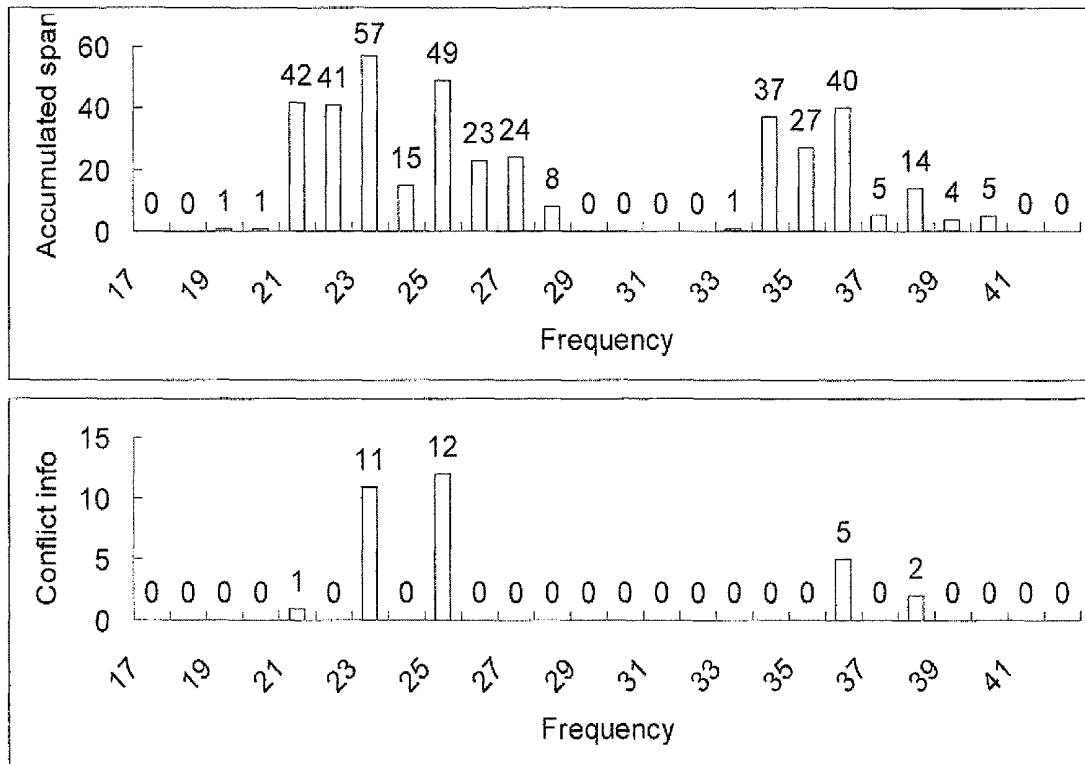 Accumulated span
60
40
20
0
0 0 1 1 42 41 57 15 49 23 24 8 0 0 0 0 1 37 27 40 5 14 4 5 0 0
17 19 21 23 25 27 29 31 33 35 37 39 41
Frequency
Conflict info
15
10
5
0
0 0 0 0 1 0 11 0 12 0 0 0 0 0 0 0 0 0 0 5 0 2 0 0 0 0
17 19 21 23 25 27 29 31 33 35 37 39 41
Frequency